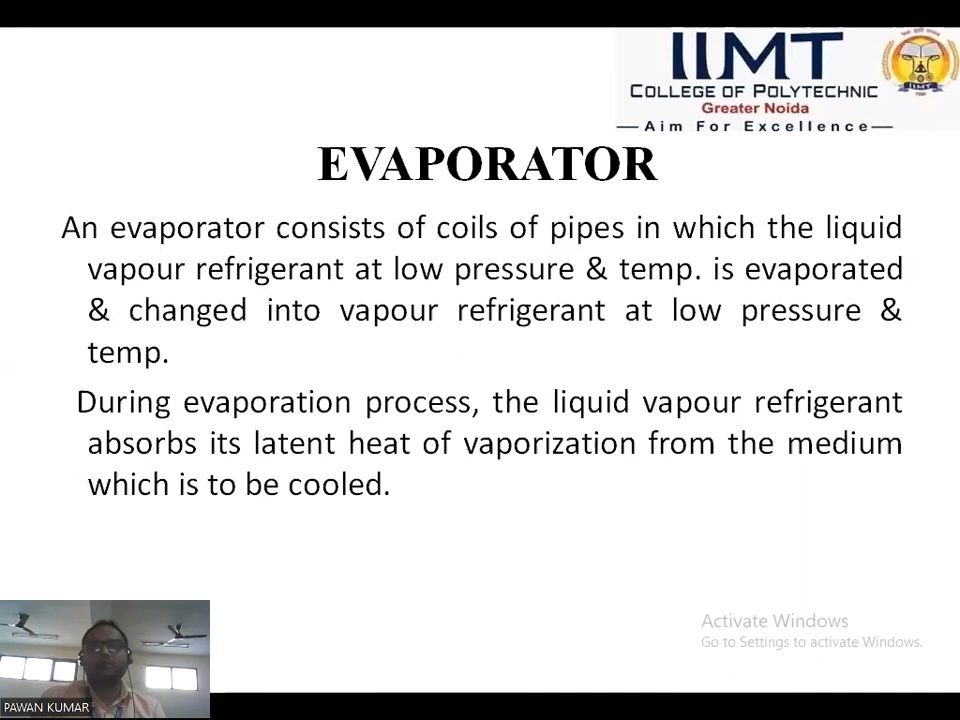 IIMT
COLLEGE OF POLYTECHNIC
Greater Noida
Aim For Excellence
IIMT
EVAPORATOR
An evaporator consists of coils of pipes in which the liquid
vapour refrigerant at low pressure & temp. is evaporated
& changed into vapour refrigerant at low pressure &
temp.
During evaporation process, the liquid vapour refrigerant
absorbs its latent heat of vaporization from the medium
which is to be cooled.
Activate Windows
Go to Settings to activate Windows.
PAWAN KUMAR